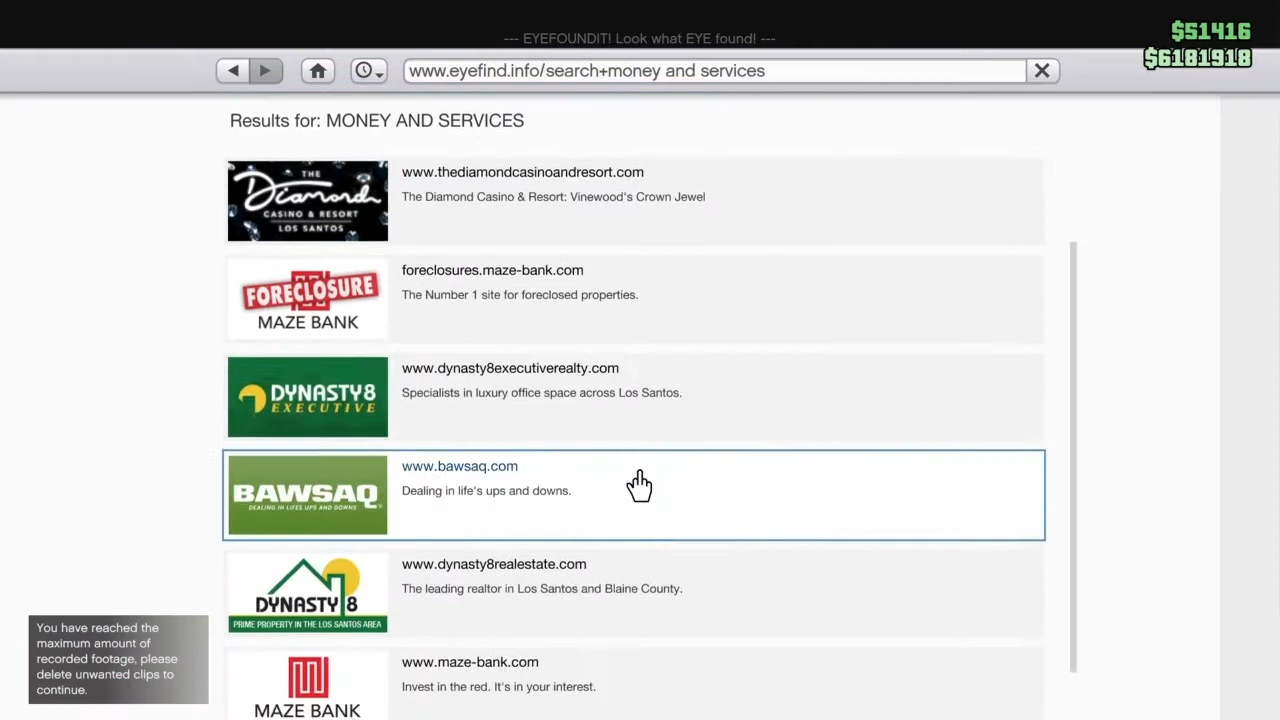 --- EYEFOUNDIT! Look what EYE found! ---
$51416
$6181918
www.eyefind.info/search+money and services
Results for: MONEY AND SERVICES
THE
Diamond
CASINO & RESORT
LOS SANTOS
www.thediamondcasinoandresort.com
The Diamond Casino & Resort: Vinewood's Crown Jewel
FORECLOSURE
MAZE BANK
foreclosures.maze-bank.com
The Number 1 site for foreclosed properties.
DYNASTY8
EXECUTIVE
www.dynasty8executiverealty.com
Specialists in luxury office space across Los Santos.
BAWSAQ
DEALING IN LIFES UPS AND DOWNS
www.bawsaq.com
Dealing in life's ups and downs.
DYNASTY 8
PRIME PROPERTY IN THE LOS SANTOS AREA
www.dynasty8realestate.com
The leading realtor in Los Santos and Blaine County.
MAZE BANK
www.maze-bank.com
Invest in the red. It's in your interest.
You have reached the
maximum amount of
recorded footage, please
delete unwanted clips to
continue.